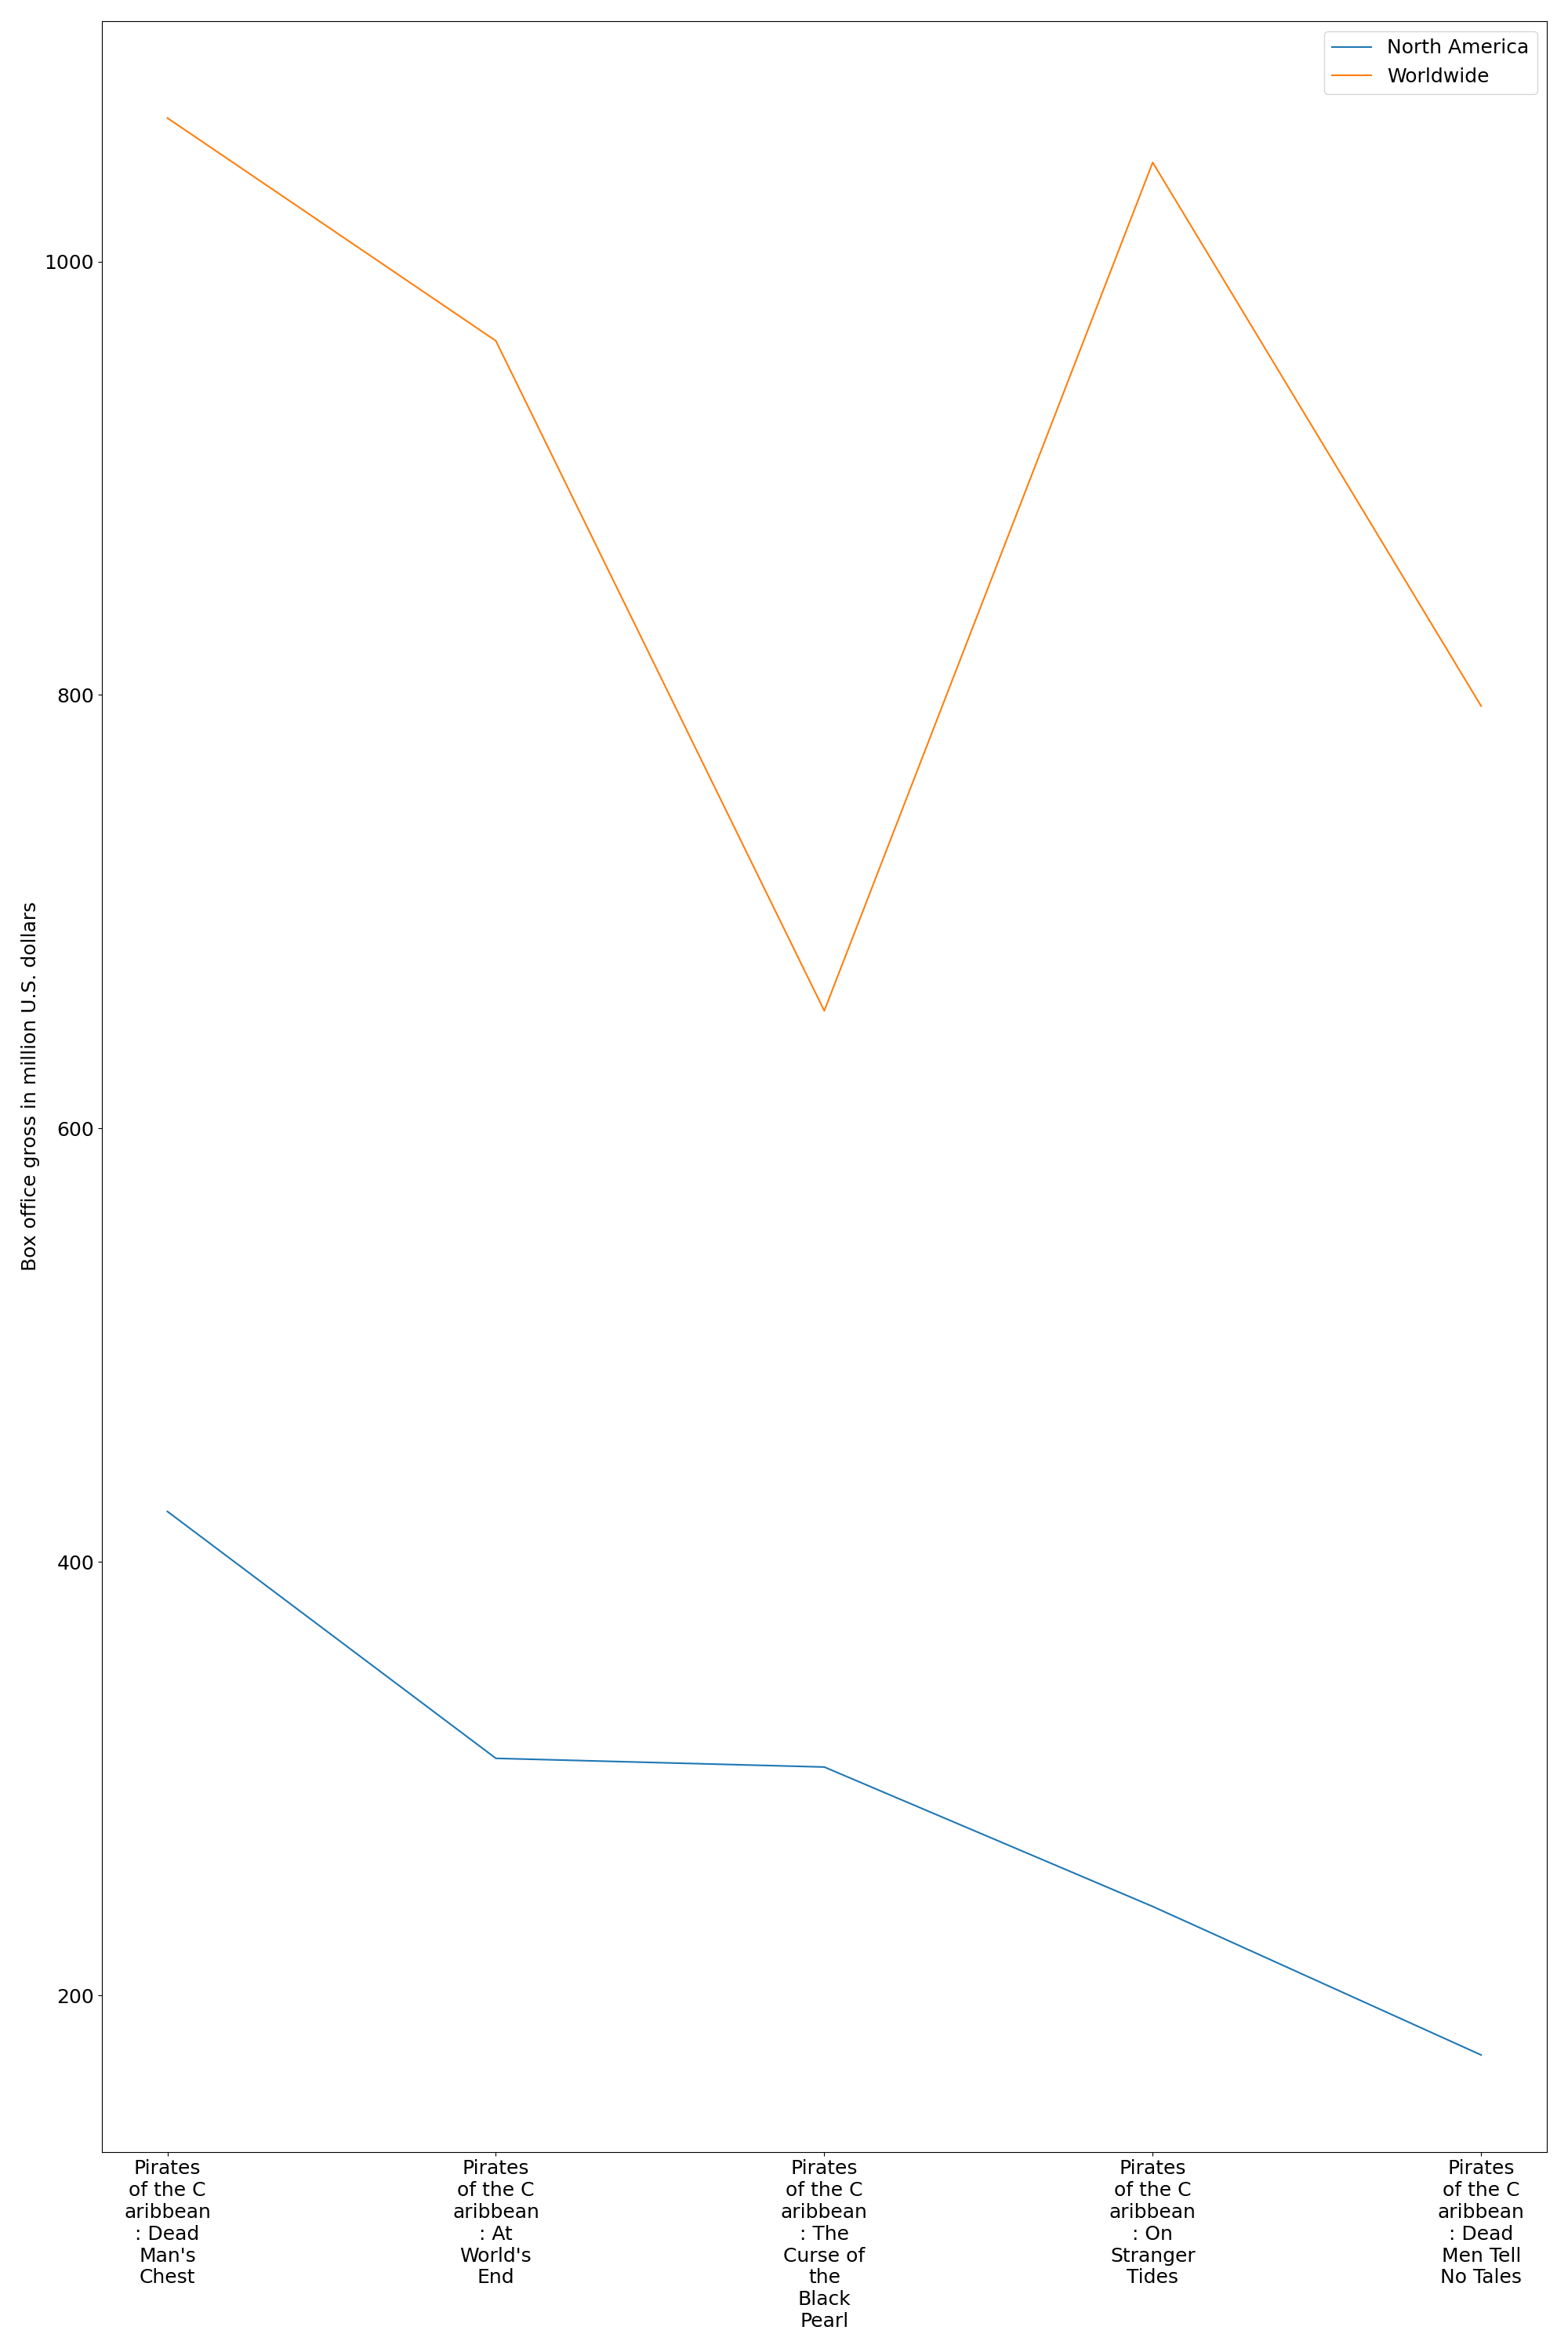 North America
Worldwide
Box office gross in million U.S. dollars
1000
800
600
400
200
Pirates
of the C
aribbean
: Dead
Man's
Chest
Pirates
of the C
aribbean
: At
World's
End
Pirates
of the C
aribbean
: The
Curse of
the
Black
Pearl
Pirates
of the C
aribbean
: On
Stranger
Tides
Pirates
of the C
aribbean
: Dead
Men Tell
No Tales